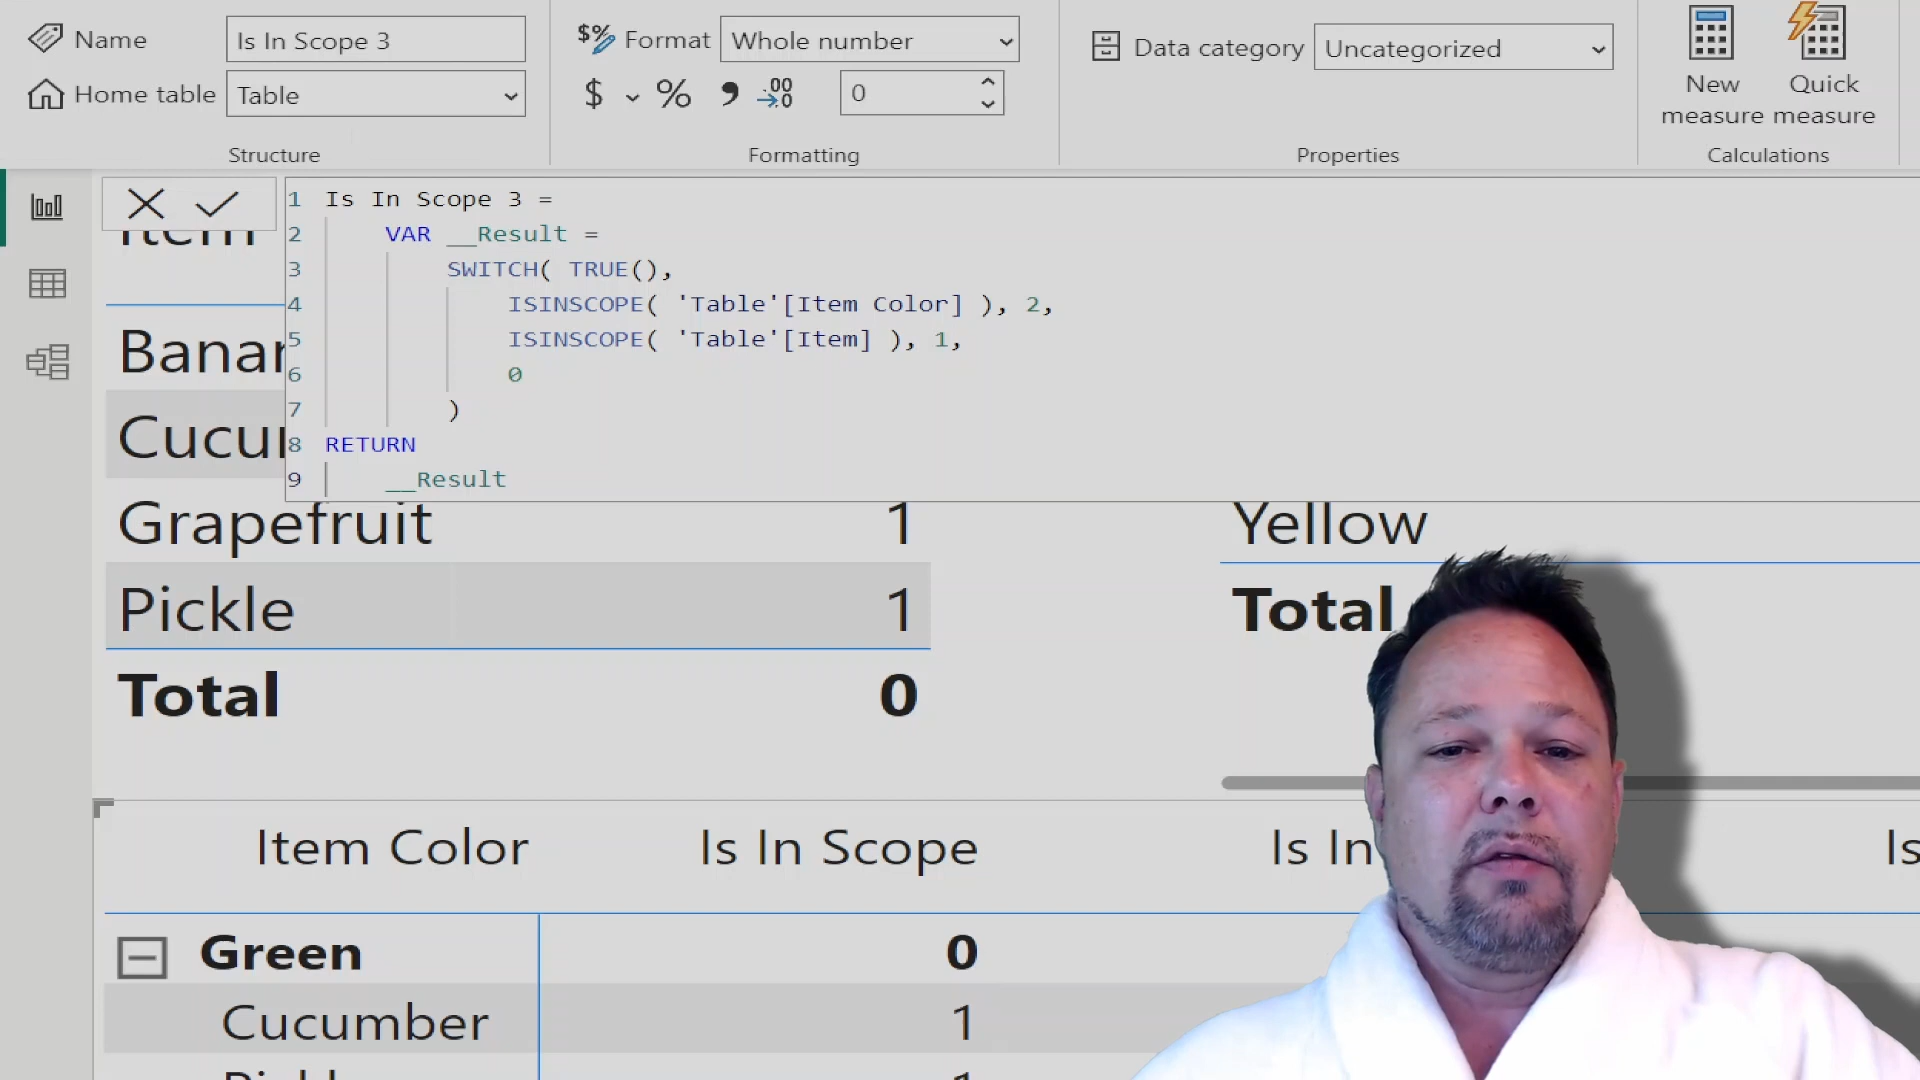 Name
Is In Scope 3
Format
Whole number
Data category
Uncategorized
New measure
Quick measure
Home table
Table
$
%
,
.00
.0
0
Structure
Formatting
Properties
Calculations
1 Is In Scope 3 =
2 VAR __Result =
3 SWITCH( TRUE(),
4 ISINSCOPE( 'Table'[Item Color] ), 2,
5 ISINSCOPE( 'Table'[Item] ), 1,
6 0
7 )
8 RETURN
9 __Result
Item
Grapefruit 1
Pickle 1
Total 0
Yellow
Total
Item Color Is In Scope Is In
Green 0
Cucumber 1